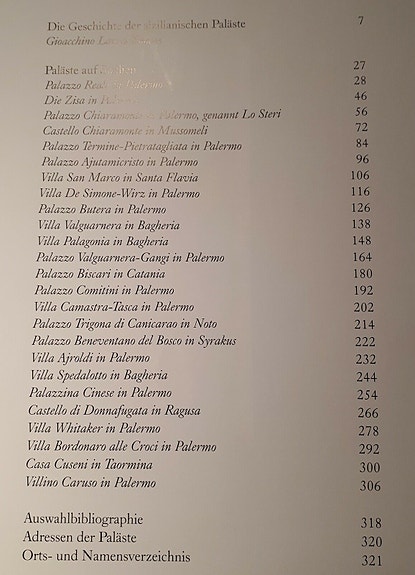 Die Geschichte der sizilianischen Paläste 7
Gioacchino
Paläste auf 27
Palazzo in Palermo 28
Die Zisa in 46
Palazzo Chiaramonte in Palermo, genannt Lo Steri 56
Castello Chiaramonte in Mussomeli 72
Palazzo Termine-Pietratagliata in Palermo 84
Palazzo Ajutamicristo in Palermo 96
Villa San Marco in Santa Flavia 106
Villa De Simone-Wirz in Palermo 116
Palazzo Butera in Palermo 126
Villa Valguarnera in Bagheria 138
Villa Palagonia in Bagheria 148
Palazzo Valguarnera-Gangi in Palermo 164
Palazzo Biscari in Catania 180
Palazzo Comitini in Palermo 192
Villa Camastra-Tasca in Palermo 202
Palazzo Trigona di Canicarao in Noto 214
Palazzo Beneventano del Bosco in Syrakus 222
Villa Ajroldi in Palermo 232
Villa Spedalotto in Bagheria 244
Palazzina Cinese in Palermo 254
Castello di Donnafugata in Ragusa 266
Villa Whitaker in Palermo 278
Villa Bordonaro alle Croci in Palermo 292
Casa Cuseni in Taormina 300
Villino Caruso in Palermo 306
Auswahlbibliographie 318
Adressen der Paläste 320
Orts- und Namensverzeichnis 321